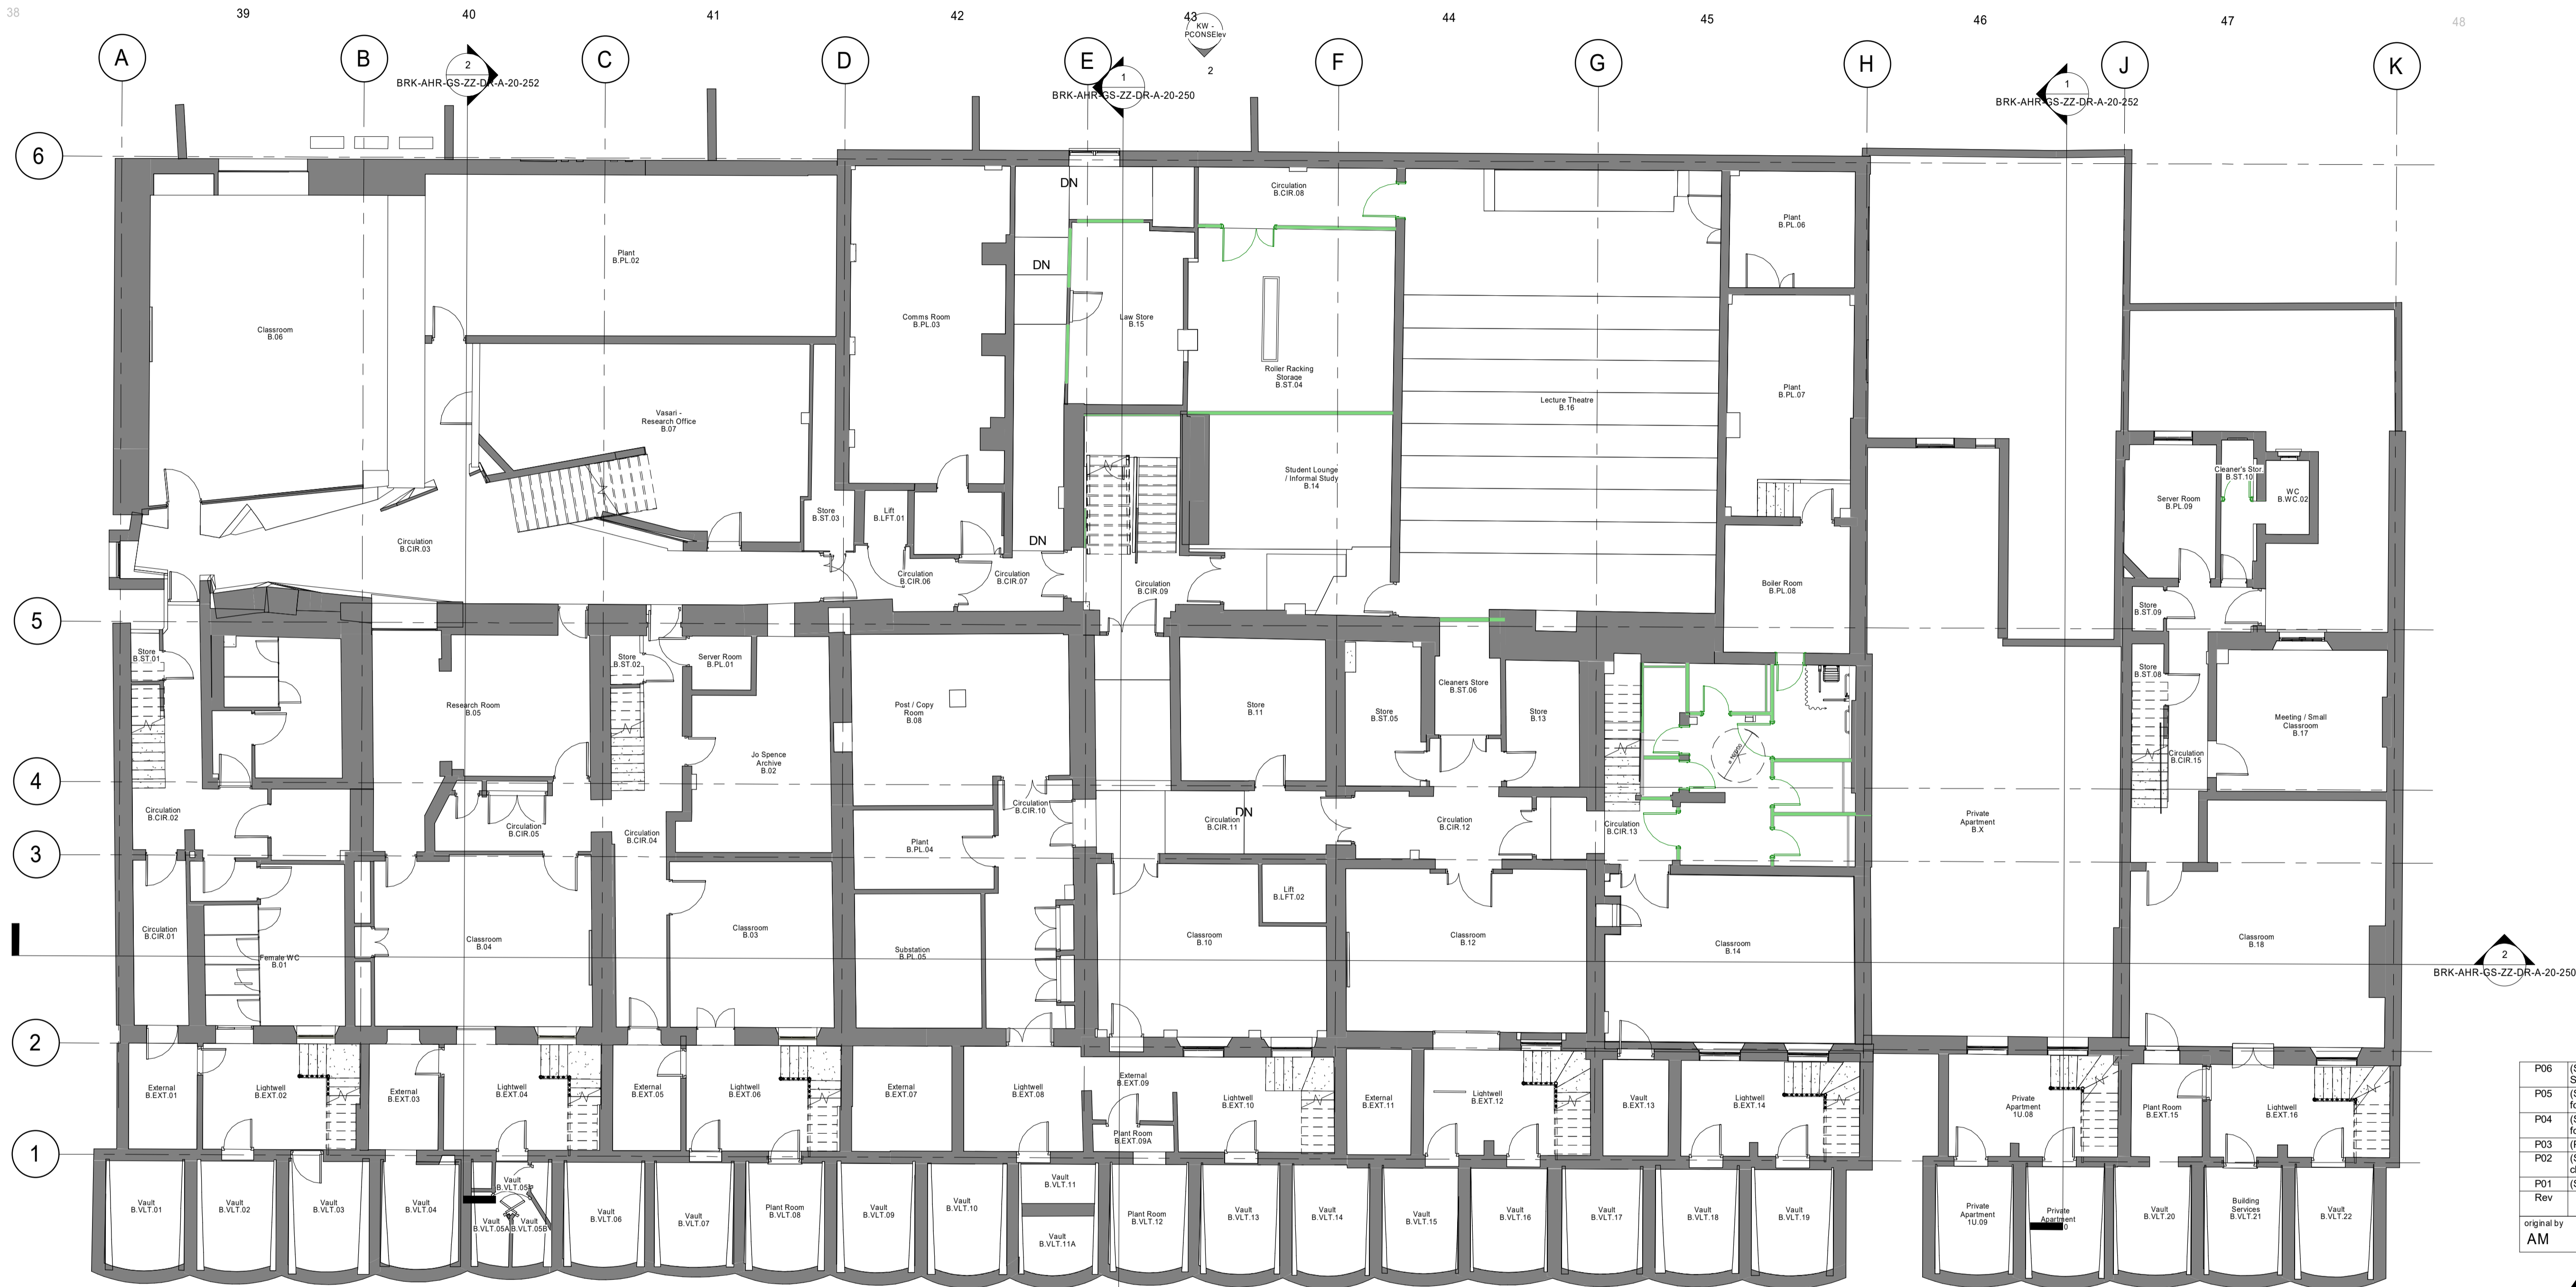 38
39
40
41
42
43
44
45
46
47
48
KW -
PCONSElev
2
A
B
C
D
E
F
G
H
J
K
2
BRK-AHR-GS-ZZ-DR-A-20-252
1
BRK-AHR-GS-ZZ-DR-A-20-250
1
BRK-AHR-GS-ZZ-DR-A-20-252
6
DN
Circulation
B.CIR.08
Plant
B.PL.06
Plant
B.PL.02
DN
Classroom
B.06
Comms Room
B.PL.03
Law Store
B.15
Roller Racking
Storage
B.ST.04
Lecture Theatre
B.16
Plant
B.PL.07
Vasari -
Research Office
B.07
Student Lounge
/ Informal Study
B.14
Server Room
B.PL.09
Cleaner's Stor.
B.ST.10
WC
B.WC.02
Store
B.ST.03
Lift
B.LFT.01
DN
Circulation
B.CIR.03
Circulation
B.CIR.06
Circulation
B.CIR.07
Circulation
B.CIR.09
Boiler Room
B.PL.08
Store
B.ST.09
5
Store
B.ST.01
Store
B.ST.02
Server Room
B.PL.01
Store
B.ST.08
Research Room
B.05
Post / Copy
Room
B.08
Store
B.11
Store
B.ST.05
Cleaners Store
B.ST.06
Store
B.13
Meeting / Small
Classroom
B.17
Jo Spence
Archive
B.02
Circulation
B.CIR.15
4
Circulation
B.CIR.02
Circulation
B.CIR.05
Circulation
B.CIR.04
Circulation
B.CIR.10
DN
Circulation
B.CIR.11
Circulation
B.CIR.12
Circulation
B.CIR.13
Private
Apartment
B.X
3
Plant
B.PL.04
Lift
B.LFT.02
Circulation
B.CIR.01
Female WC
B.01
Classroom
B.04
Classroom
B.03
Substation
B.PL.05
Classroom
B.10
Classroom
B.12
Classroom
B.14
Classroom
B.18
2
BRK-AHR-GS-ZZ-DR-A-20-250
2
External
B.EXT.01
Lightwell
B.EXT.02
External
B.EXT.03
Lightwell
B.EXT.04
External
B.EXT.05
Lightwell
B.EXT.06
External
B.EXT.07
Lightwell
B.EXT.08
External
B.EXT.09
Plant Room
B.EXT.09A
Lightwell
B.EXT.10
External
B.EXT.11
Lightwell
B.EXT.12
Vault
B.EXT.13
Lightwell
B.EXT.14
Private
Apartment
1U.08
Plant Room
B.EXT.15
Lightwell
B.EXT.16
1
Vault
B.VLT.01
Vault
B.VLT.02
Vault
B.VLT.03
Vault
B.VLT.04
Vault
Vault
B.VLT.05A
Vault
B.VLT.05B
Vault
B.VLT.06
Vault
B.VLT.07
Plant Room
B.VLT.08
Vault
B.VLT.09
Vault
B.VLT.10
Vault
B.VLT.11
Vault
B.VLT.11A
Plant Room
B.VLT.12
Vault
B.VLT.13
Vault
B.VLT.14
Vault
B.VLT.15
Vault
B.VLT.16
Vault
B.VLT.17
Vault
B.VLT.18
Vault
B.VLT.19
Private
Apartment
1U.09
Private
Apartment
Vault
B.VLT.20
Building
Services
B.VLT.21
Vault
B.VLT.22
P06
P05
P04
P03
P02
P01
Rev
original by
AM